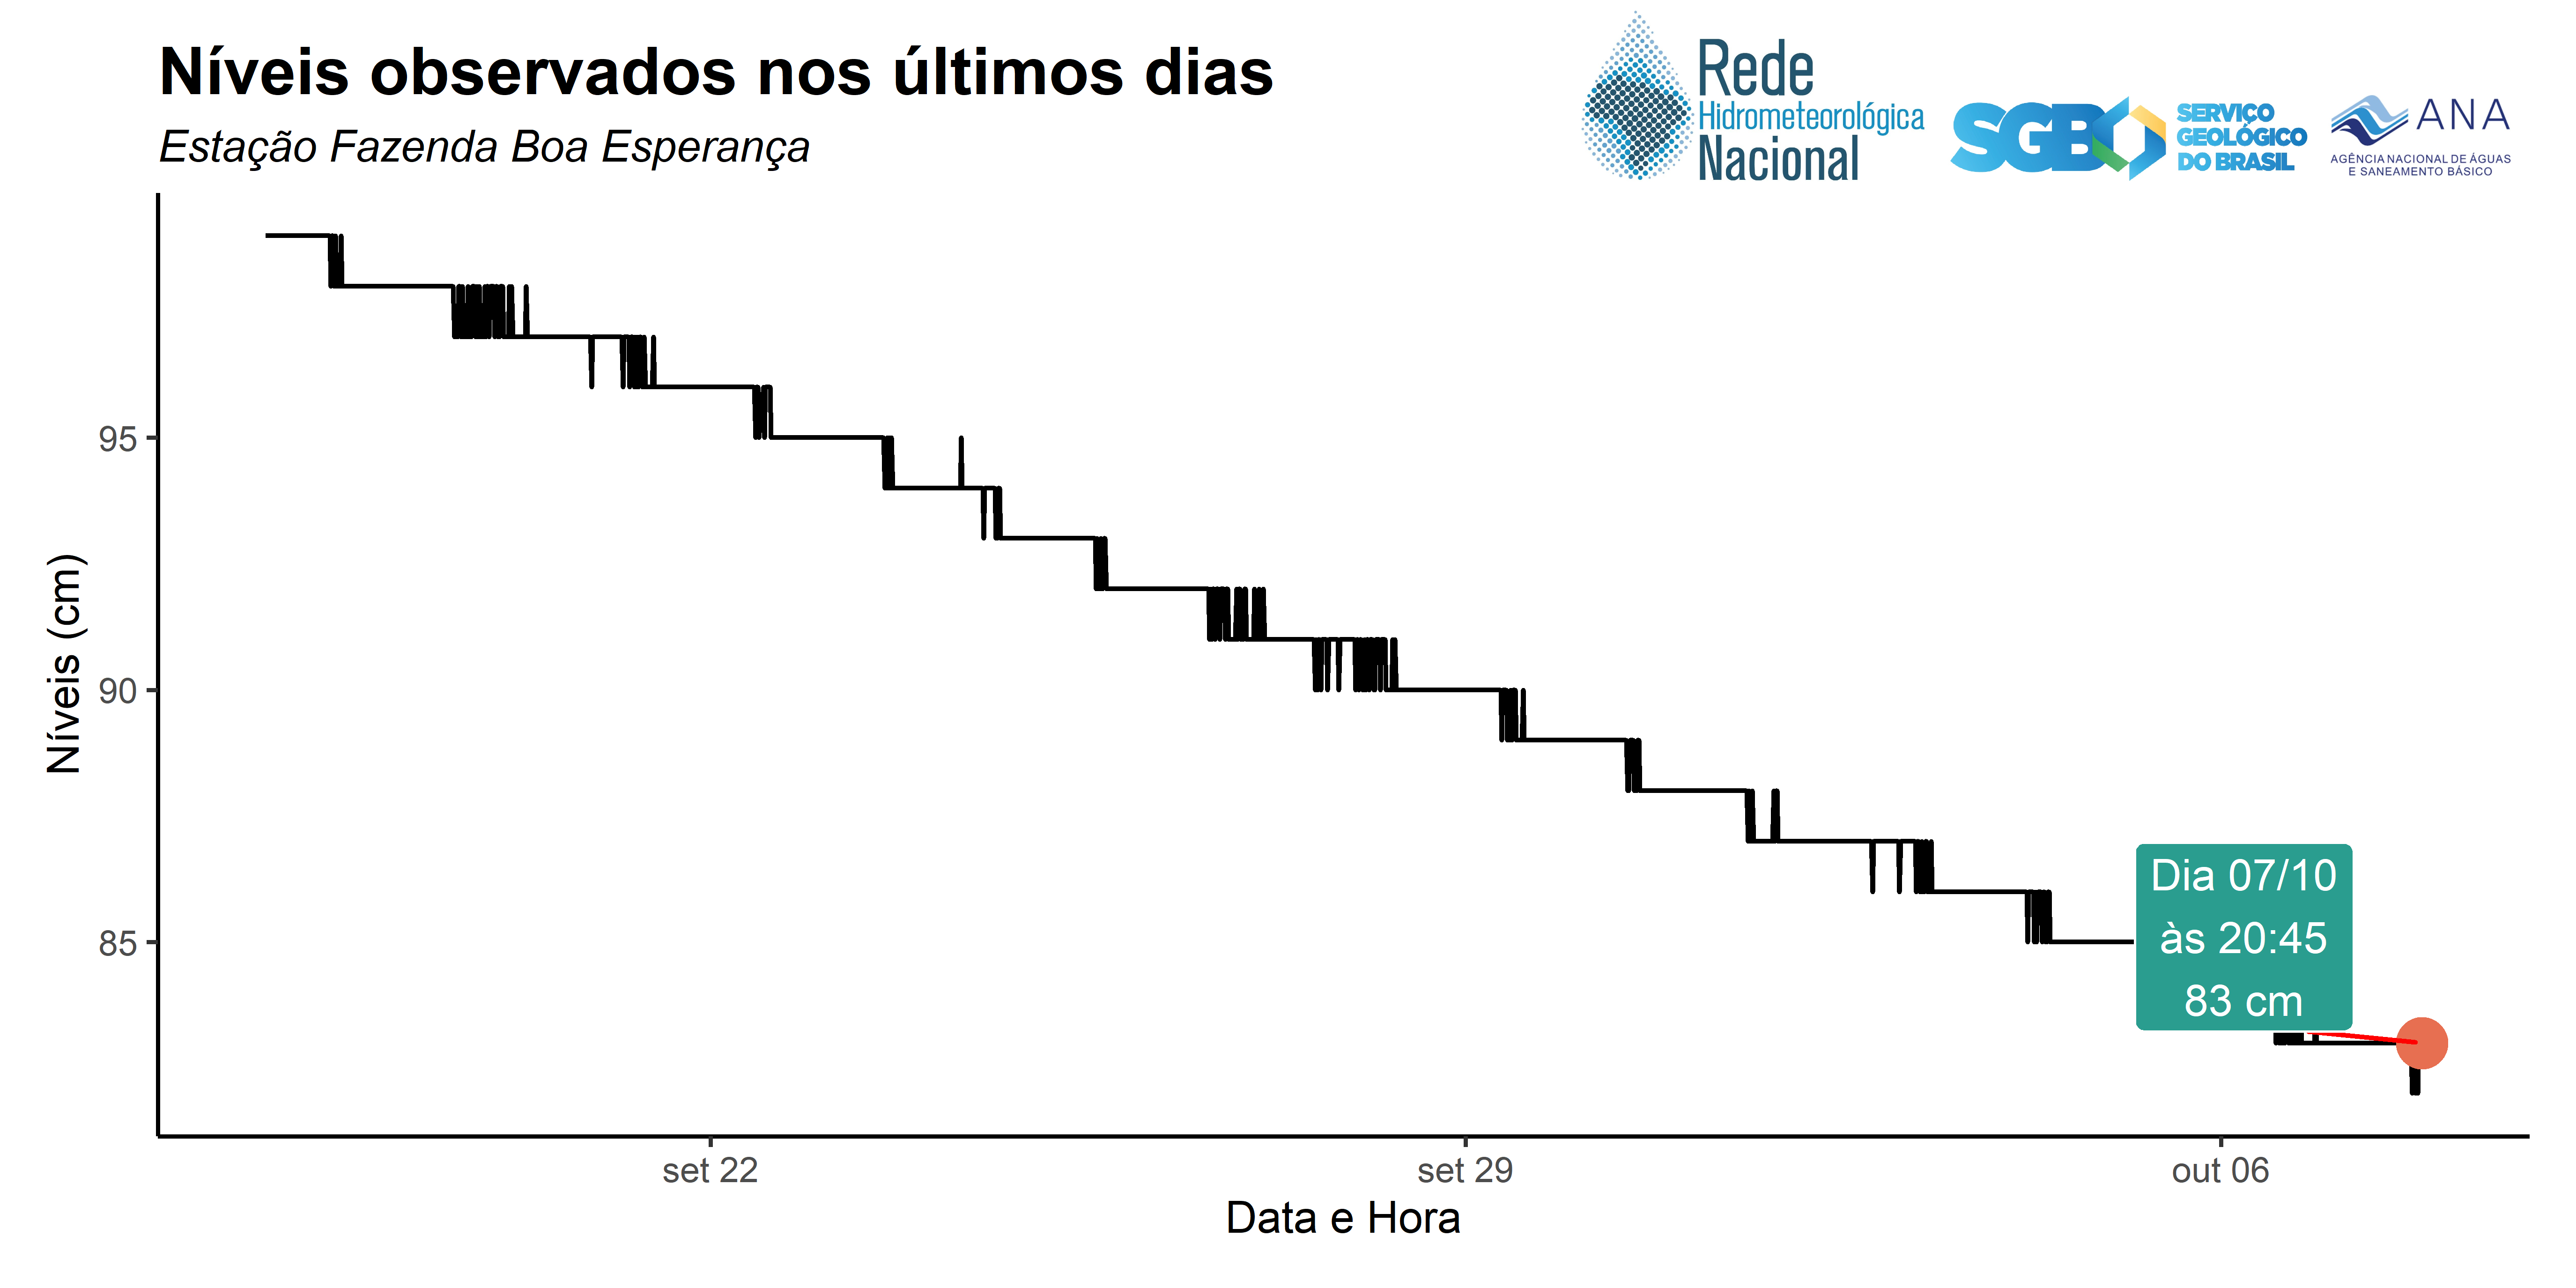 Níveis observados nos últimos dias
Estação Fazenda Boa Esperança
Rede
Hidrometeorológica
Nacional
SGB
SERVIÇO
GEOLÓGICO
DO BRASIL
ANA
AGÊNCIA NACIONAL DE ÁGUAS
E SANEAMENTO BÁSICO
Níveis (cm)
95
90
85
Dia 07/10
às 20:45
83 cm
set 22
set 29
out 06
Data e Hora